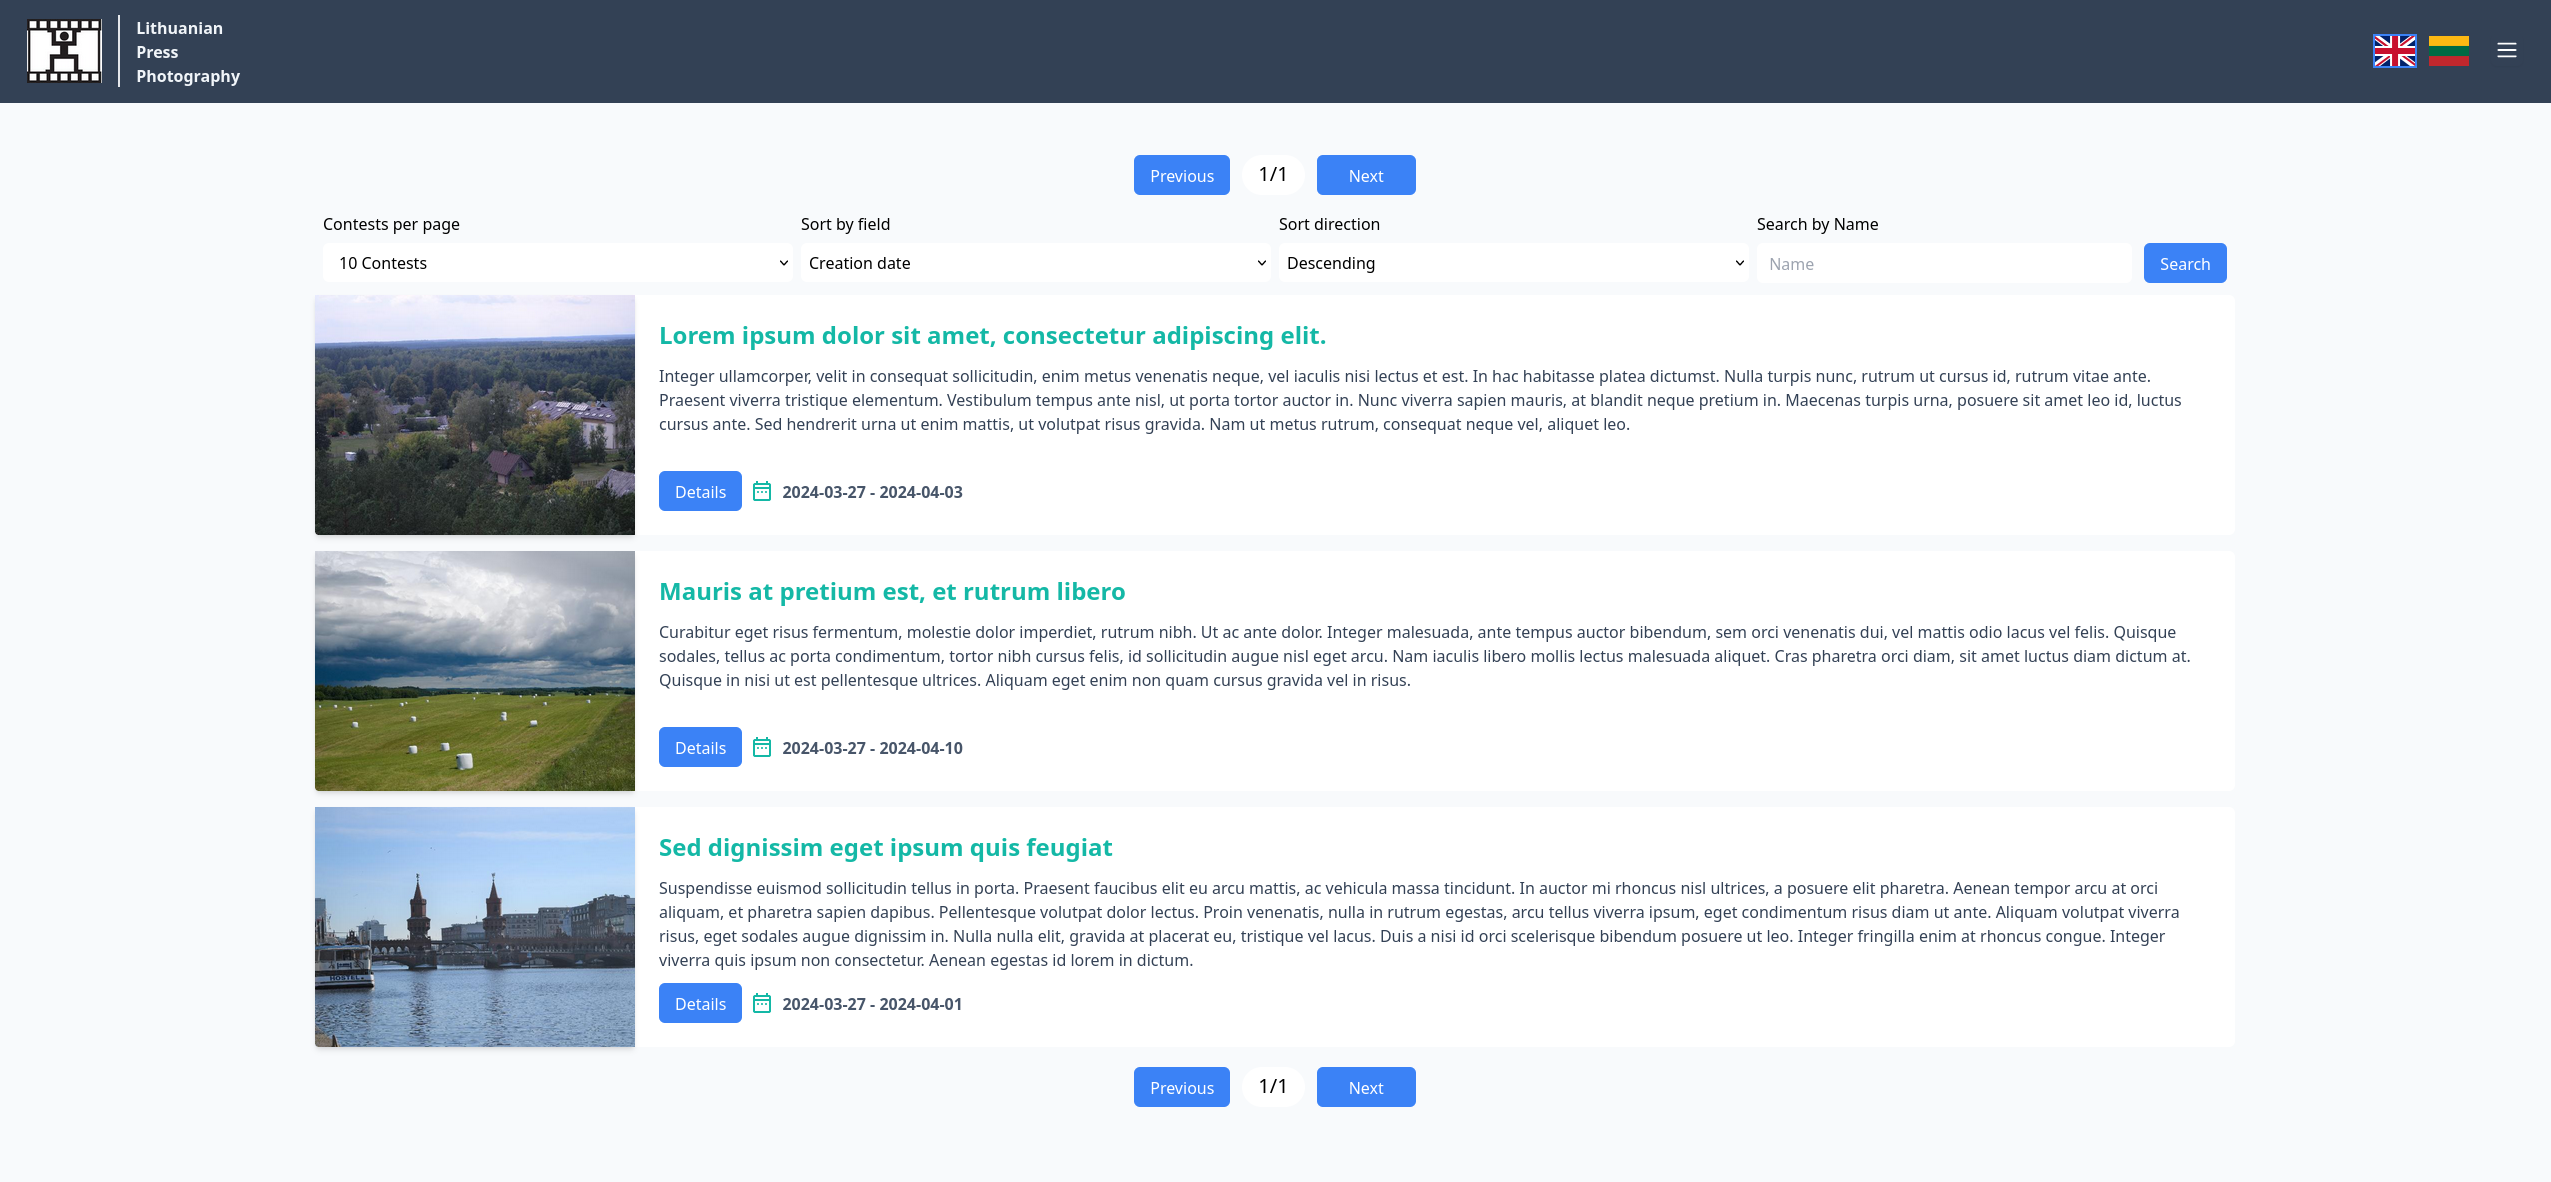 Lithuanian
Press
Photography
Previous 1/1 Next
Contests per page Sort by field Sort direction Search by Name
10 Contests Creation date Descending Name Search
Lorem ipsum dolor sit amet, consectetur adipiscing elit.
Integer ullamcorper, velit in consequat sollicitudin, enim metus venenatis neque, vel iaculis nisi lectus et est. In hac habitasse platea dictumst. Nulla turpis nunc, rutrum ut cursus id, rutrum vitae ante.
Praesent viverra tristique elementum. Vestibulum tempus ante nisl, ut porta tortor auctor in. Nunc viverra sapien mauris, at blandit neque pretium in. Maecenas turpis urna, posuere sit amet leo id, luctus
cursus ante. Sed hendrerit urna ut enim mattis, ut volutpat risus gravida. Nam ut metus rutrum, consequat neque vel, aliquet leo.
Details 2024-03-27 - 2024-04-03
Mauris at pretium est, et rutrum libero
Curabitur eget risus fermentum, molestie dolor imperdiet, rutrum nibh. Ut ac ante dolor. Integer malesuada, ante tempus auctor bibendum, sem orci venenatis dui, vel mattis odio lacus vel felis. Quisque
sodales, tellus ac porta condimentum, tortor nibh cursus felis, id sollicitudin augue nisl eget arcu. Nam iaculis libero mollis lectus malesuada aliquet. Cras pharetra orci diam, sit amet luctus diam dictum at.
Quisque in nisi ut est pellentesque ultrices. Aliquam eget enim non quam cursus gravida vel in risus.
Details 2024-03-27 - 2024-04-10
Sed dignissim eget ipsum quis feugiat
Suspendisse euismod sollicitudin tellus in porta. Praesent faucibus elit eu arcu mattis, ac vehicula massa tincidunt. In auctor mi rhoncus nisl ultrices, a posuere elit pharetra. Aenean tempor arcu at orci
aliquam, et pharetra sapien dapibus. Pellentesque volutpat dolor lectus. Proin venenatis, nulla in rutrum egestas, arcu tellus viverra ipsum, eget condimentum risus diam ut ante. Aliquam volutpat viverra
risus, eget sodales augue dignissim in. Nulla nulla elit, gravida at placerat eu, tristique vel lacus. Duis a nisi id orci scelerisque bibendum posuere ut leo. Integer fringilla enim at rhoncus congue. Integer
viverra quis ipsum non consectetur. Aenean egestas id lorem in dictum.
HOSTEL
Details 2024-03-27 - 2024-04-01
Previous 1/1 Next